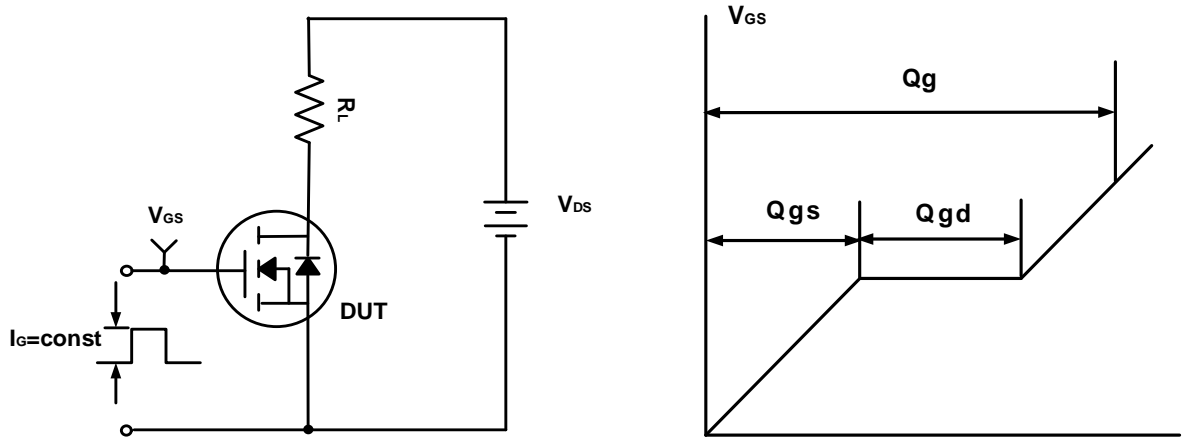 RL
VDS
VGS
DUT
IG=const
VGS
Qg
Qgs
Qgd